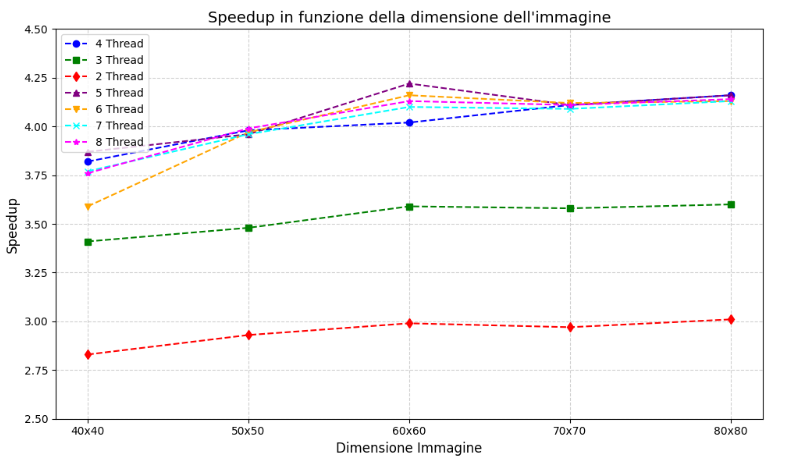 Speedup in funzione della dimensione dell'immagine
4.50
4.25
4.00
3.75
3.50
3.25
3.00
2.75
2.50
Speedup
4 Thread
3 Thread
2 Thread
5 Thread
6 Thread
7 Thread
8 Thread
40x40 50x50 60x60 70x70 80x80
Dimensione Immagine